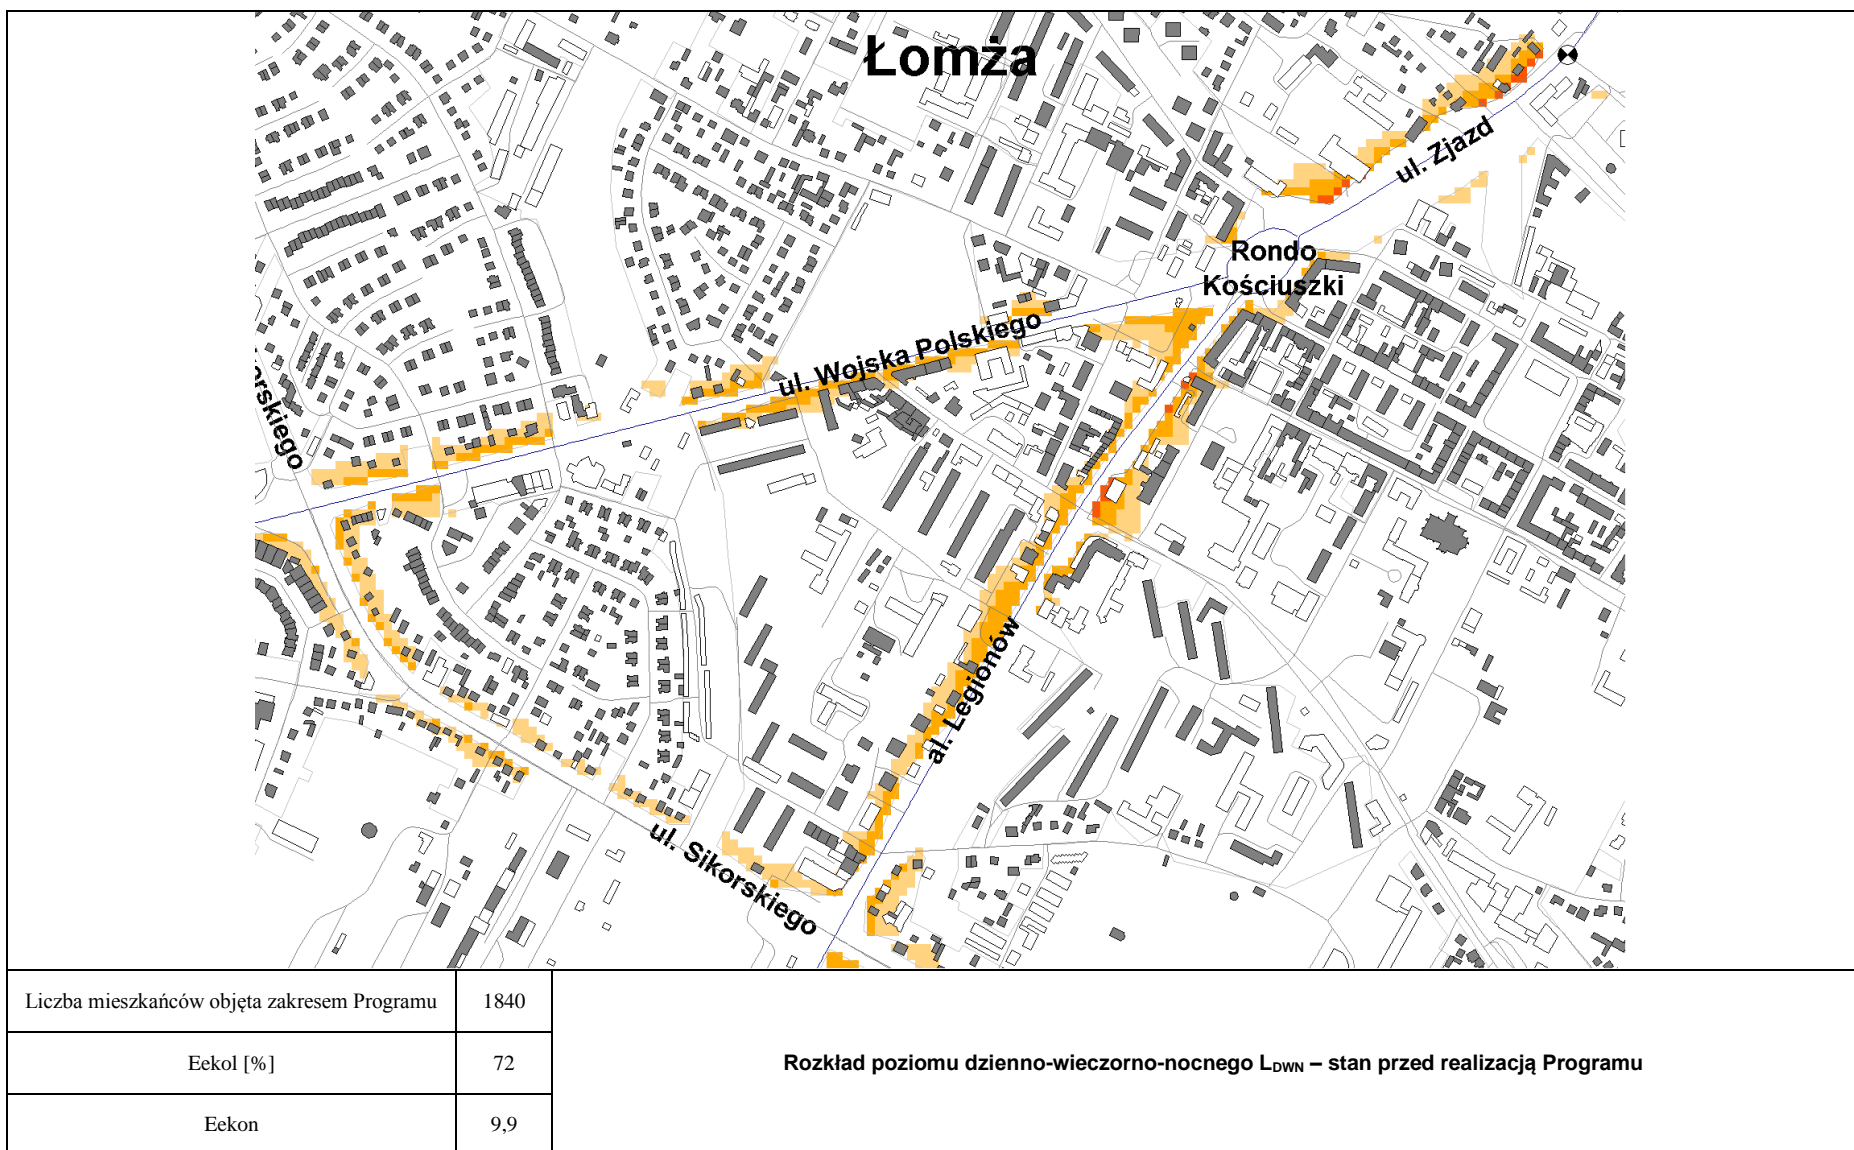 Łomża
ul. Zjazd
Rondo
Kościuszki
ul. Wojska Polskiego
orskiego
al. Legionów
ul. Sikorskiego
Liczba mieszkańców objęta zakresem Programu 1840
Eekol [%] 72
Rozkład poziomu dzienno-wieczorno-nocnego LDWN – stan przed realizacją Programu
Eekon 9,9